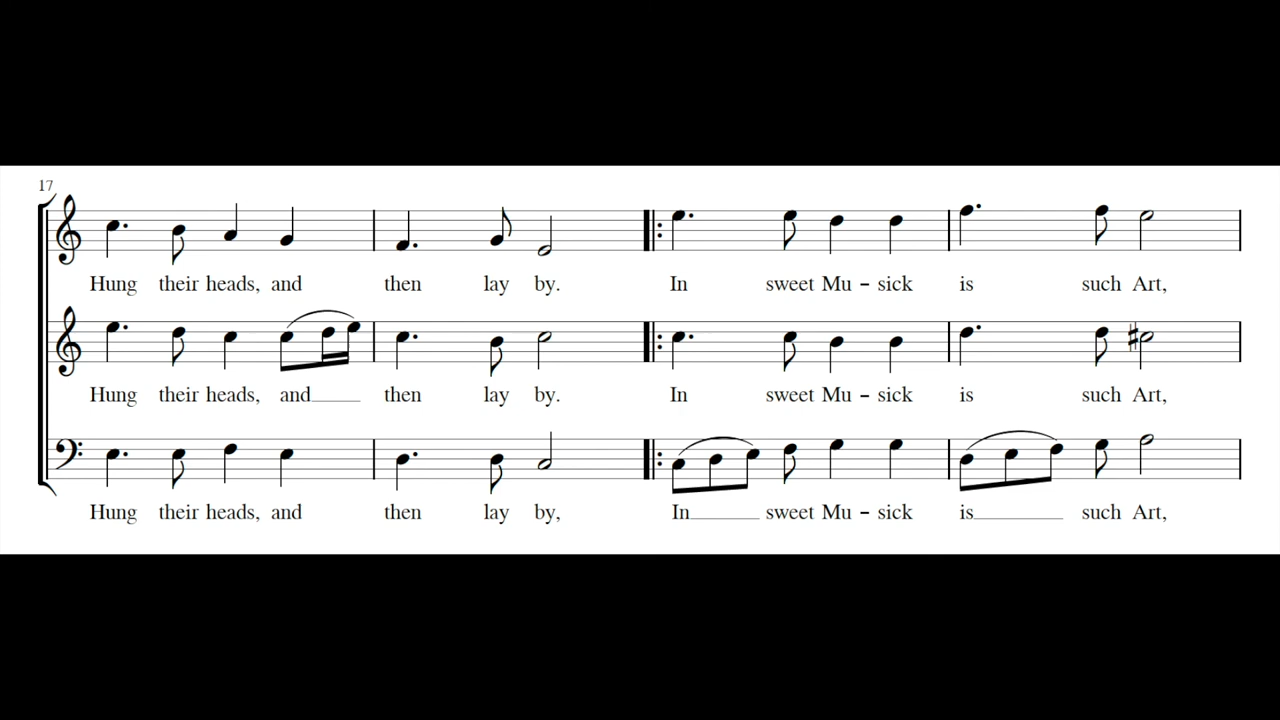 17
Hung their heads, and then lay by. In sweet Mu - sick is such Art,
Hung their heads, and then lay by. In sweet Mu - sick is such Art,
Hung their heads, and then lay by, In sweet Mu - sick is such Art,